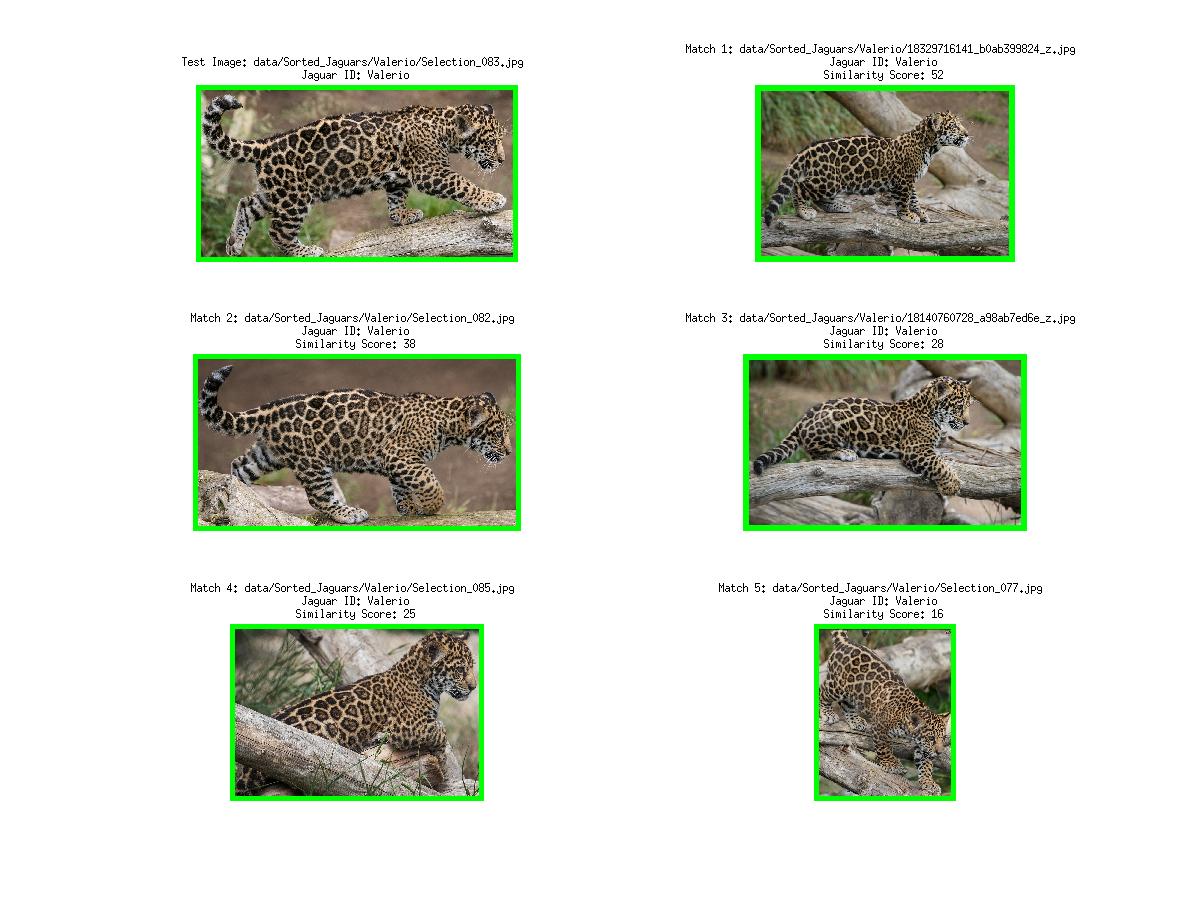 Test Image: data/Sorted_Jaguars/Valerio/Selection_083.jpg
Jaguar ID: Valerio
Match 1: data/Sorted_Jaguars/Valerio/18329716141_b0ab399824_z.jpg
Jaguar ID: Valerio
Similarity Score: 52
Match 2: data/Sorted_Jaguars/Valerio/Selection_082.jpg
Jaguar ID: Valerio
Similarity Score: 38
Match 3: data/Sorted_Jaguars/Valerio/18140760728_a98ab7ed6e_z.jpg
Jaguar ID: Valerio
Similarity Score: 28
Match 4: data/Sorted_Jaguars/Valerio/Selection_085.jpg
Jaguar ID: Valerio
Similarity Score: 25
Match 5: data/Sorted_Jaguars/Valerio/Selection_077.jpg
Jaguar ID: Valerio
Similarity Score: 16